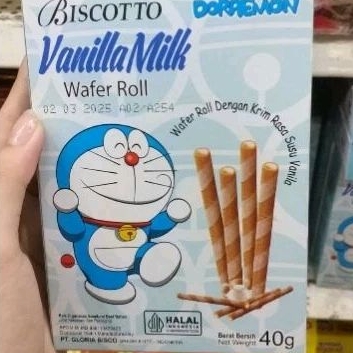 BISCOTTO
DORAEMON
Vanilla Milk
Wafer Roll
02 03 2025 A02/A254
Wafer Roll Dengan Krim Rasa Susu Vanila
HALAL
INDONESIA
PT. GLORIA BISCO
Berat Bersih
Net Weight 40g